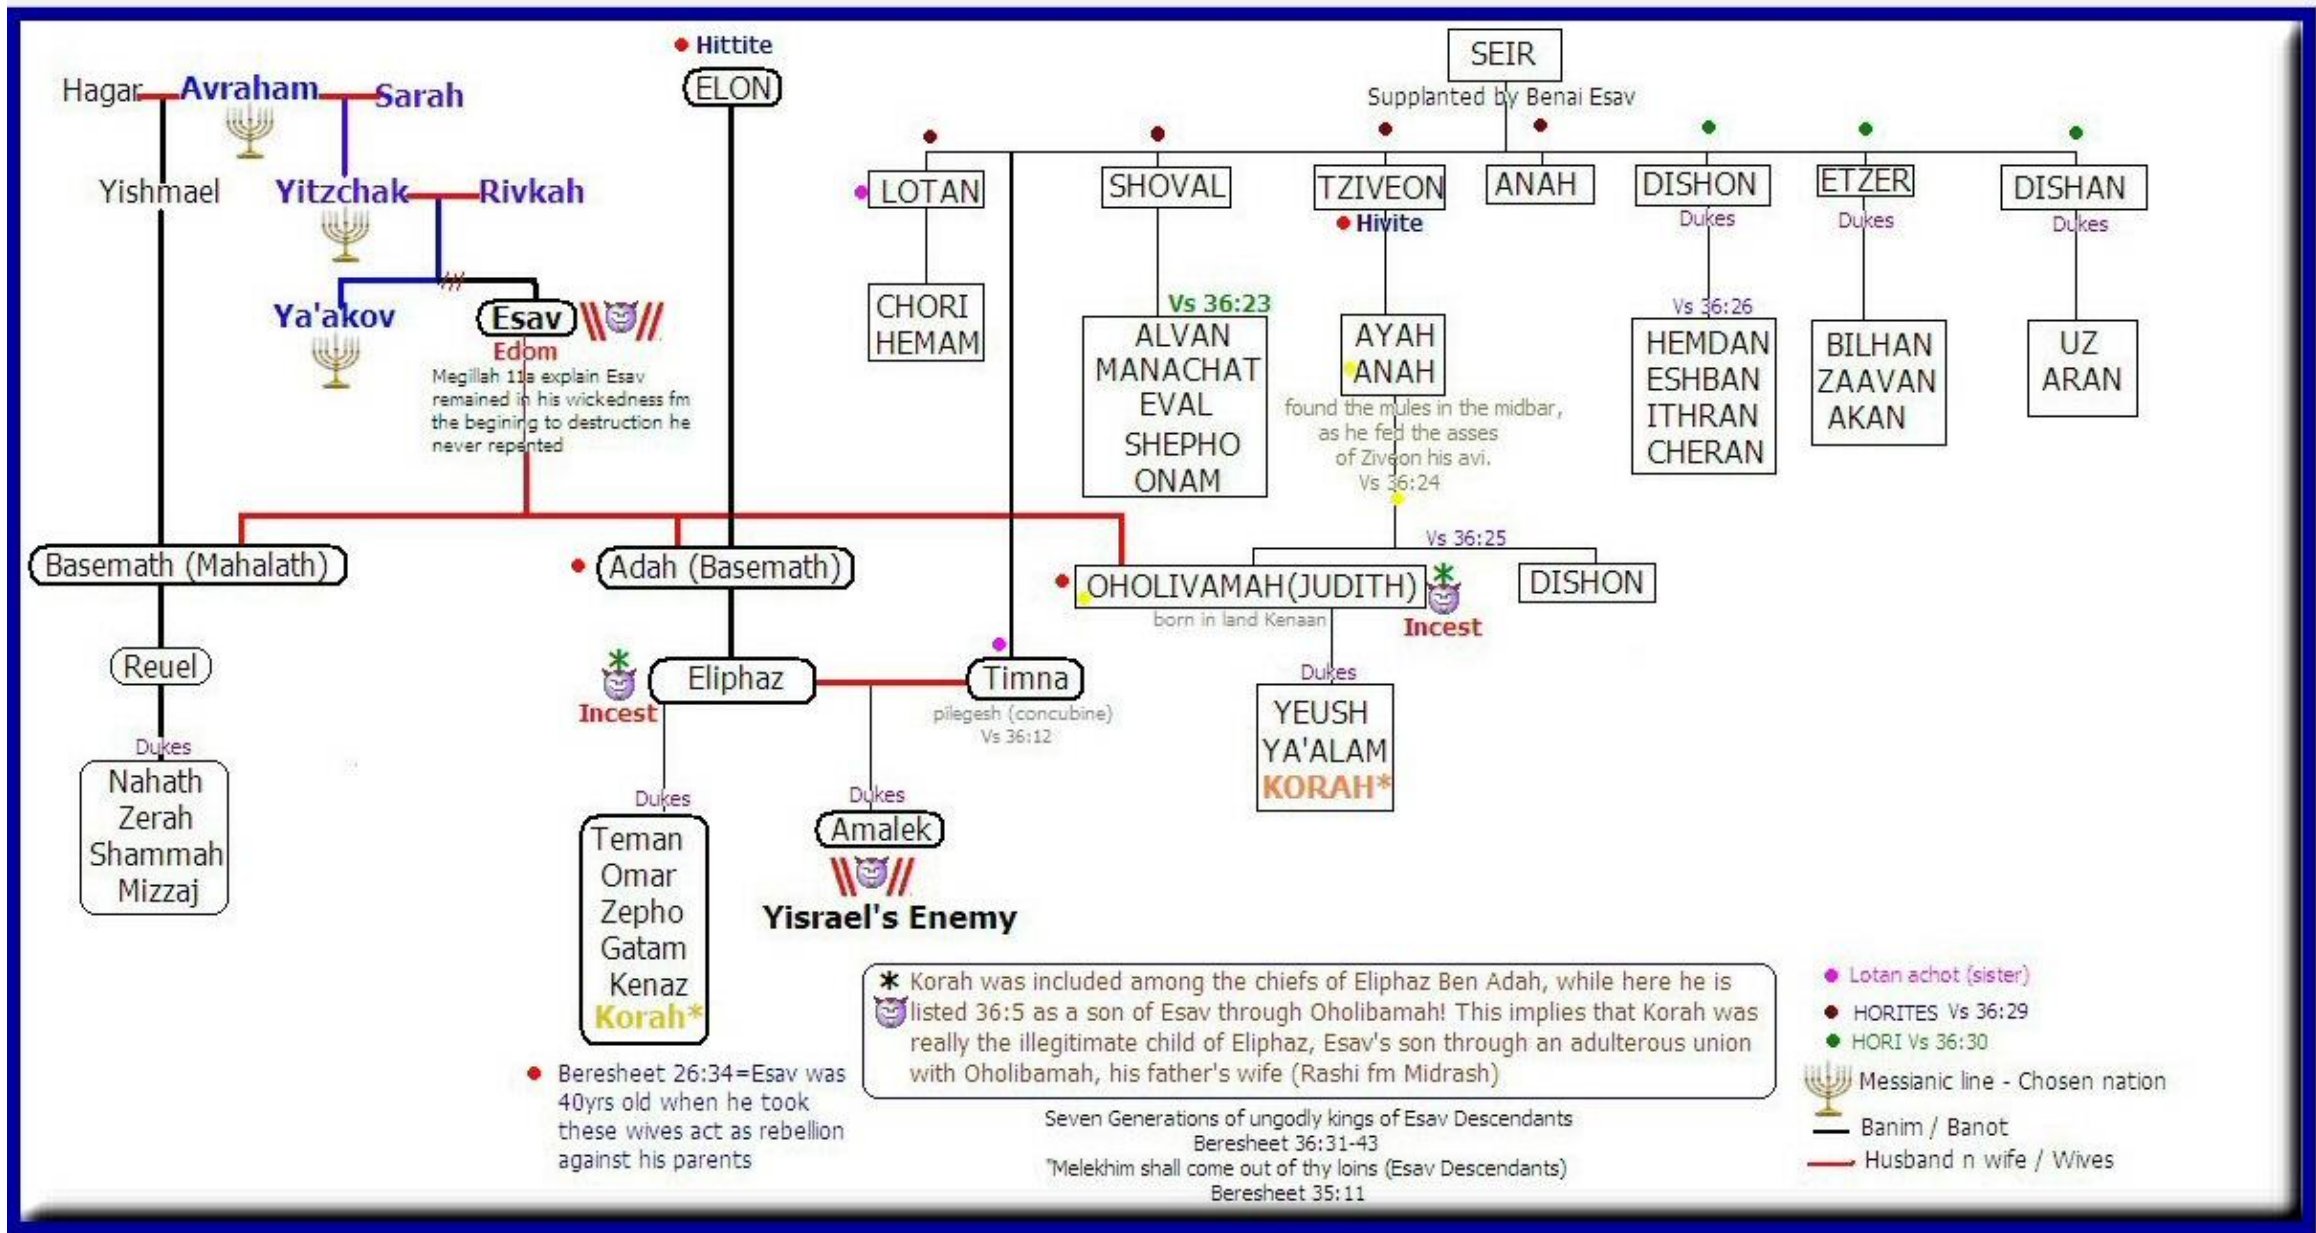 Hittite
ELON
SEIR
Supplanted by Benai Esav
Hagar Avraham Sarah
Yishmael Yitzchak Rivkah
Ya'akov
Esav
Edom
Megillah 11a explain Esav
remained in his wickedness fm
the begining to destruction he
never repented
LOTAN
SHOVAL
TZIVEON
Hivite
ANAH
DISHON
Dukes
ETZER
Dukes
DISHAN
Dukes
CHORI
HEMAM
Vs 36:23
ALVAN
MANACHAT
EVAL
SHEPHO
ONAM
AYAH
ANAH
found the mules in the midbar,
as he fed the asses
of Ziveon his avi.
Vs 36:24
Vs 36:26
HEMDAN
ESHBAN
ITHRAN
CHERAN
BILHAN
ZAAVAN
AKAN
UZ
ARAN
Vs 36:25
Basemath (Mahalath)
Adah (Basemath)
OHOLIVAMAH(JUDITH)
*
born in land Kenaan
Incest
DISHON
Reuel
*
Incest
Eliphaz
Timna
pilegesh (concubine)
Vs 36:12
Dukes
YEUSH
YA'ALAM
KORAH*
Dukes
Nahath
Zerah
Shammah
Mizzaj
Dukes
Teman
Omar
Zepho
Gatam
Kenaz
Korah*
Dukes
Amalek
Yisrael's Enemy
* Korah was included among the chiefs of Eliphaz Ben Adah, while here he is
listed 36:5 as a son of Esav through Oholibamah! This implies that Korah was
really the illegitimate child of Eliphaz, Esav's son through an adulterous union
with Oholibamah, his father's wife (Rashi fm Midrash)
Beresheet 26:34=Esav was
40yrs old when he took
these wives act as rebellion
against his parents
Seven Generations of ungodly kings of Esav Descendants
Beresheet 36:31-43
"Melekhim shall come out of thy loins (Esav Descendants)
Beresheet 35:11
Lotan achot (sister)
HORITES Vs 36:29
HORI Vs 36:30
Messianic line - Chosen nation
Banim / Banot
Husband n wife / Wives